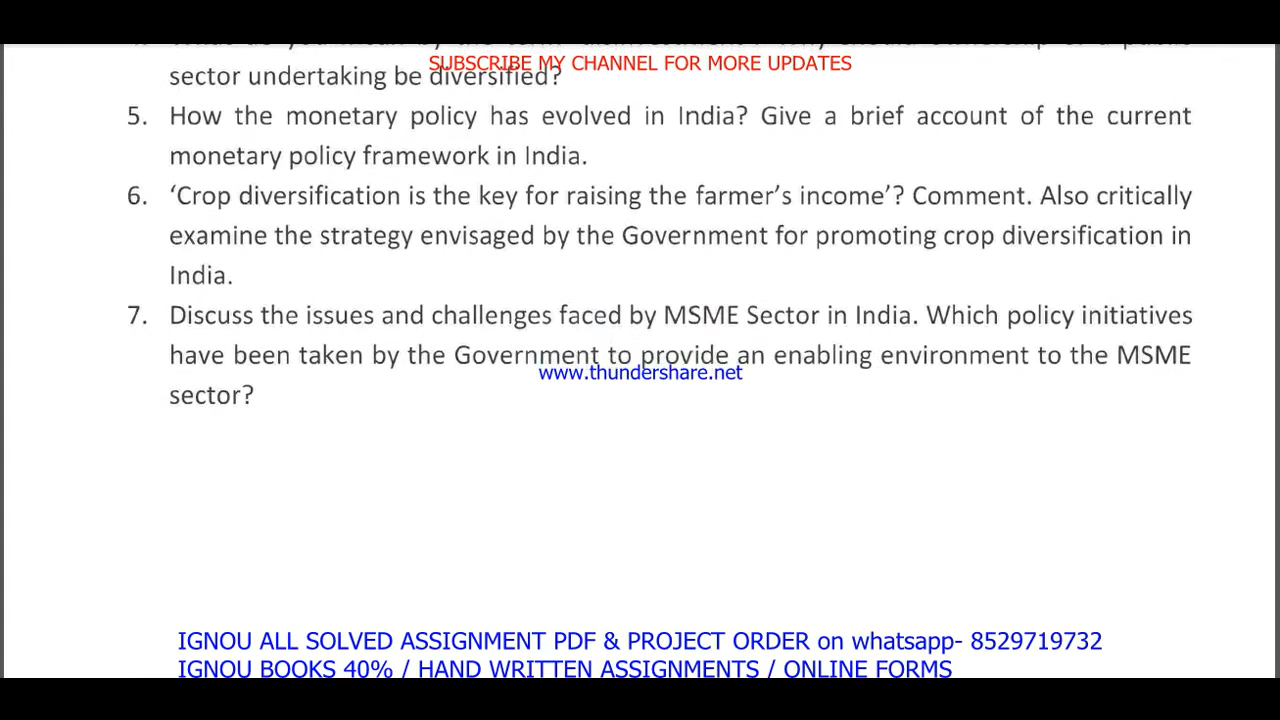 SUBSCRIBE MY CHANNEL FOR MORE UPDATES
sector undertaking be diversified?
5. How the monetary policy has evolved in India? Give a brief account of the current
monetary policy framework in India.
6. ‘Crop diversification is the key for raising the farmer’s income’? Comment. Also critically
examine the strategy envisaged by the Government for promoting crop diversification in
India.
7. Discuss the issues and challenges faced by MSME Sector in India. Which policy initiatives
have been taken by the Government to provide an enabling environment to the MSME
www.thundershare.net
sector?
IGNOU ALL SOLVED ASSIGNMENT PDF & PROJECT ORDER on whatsapp- 8529719732
IGNOU BOOKS 40% / HAND WRITTEN ASSIGNMENTS / ONLINE FORMS